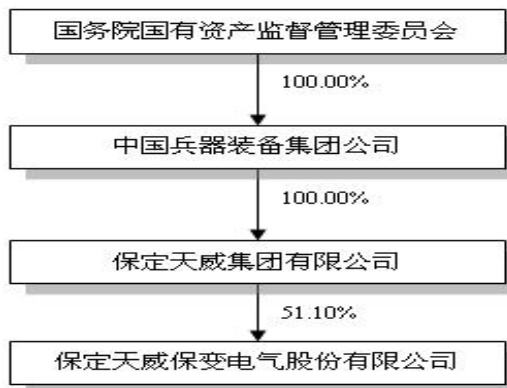 国务院国有资产监督管理委员会
100.00%
中国兵器装备集团公司
100.00%
保定天威集团有限公司
51.10%
保定天威保变电气股份有限公司